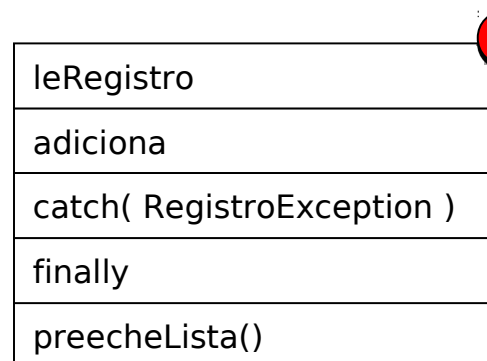 leRegistro
adiciona
catch( RegistroException )
finally
preecheLista()